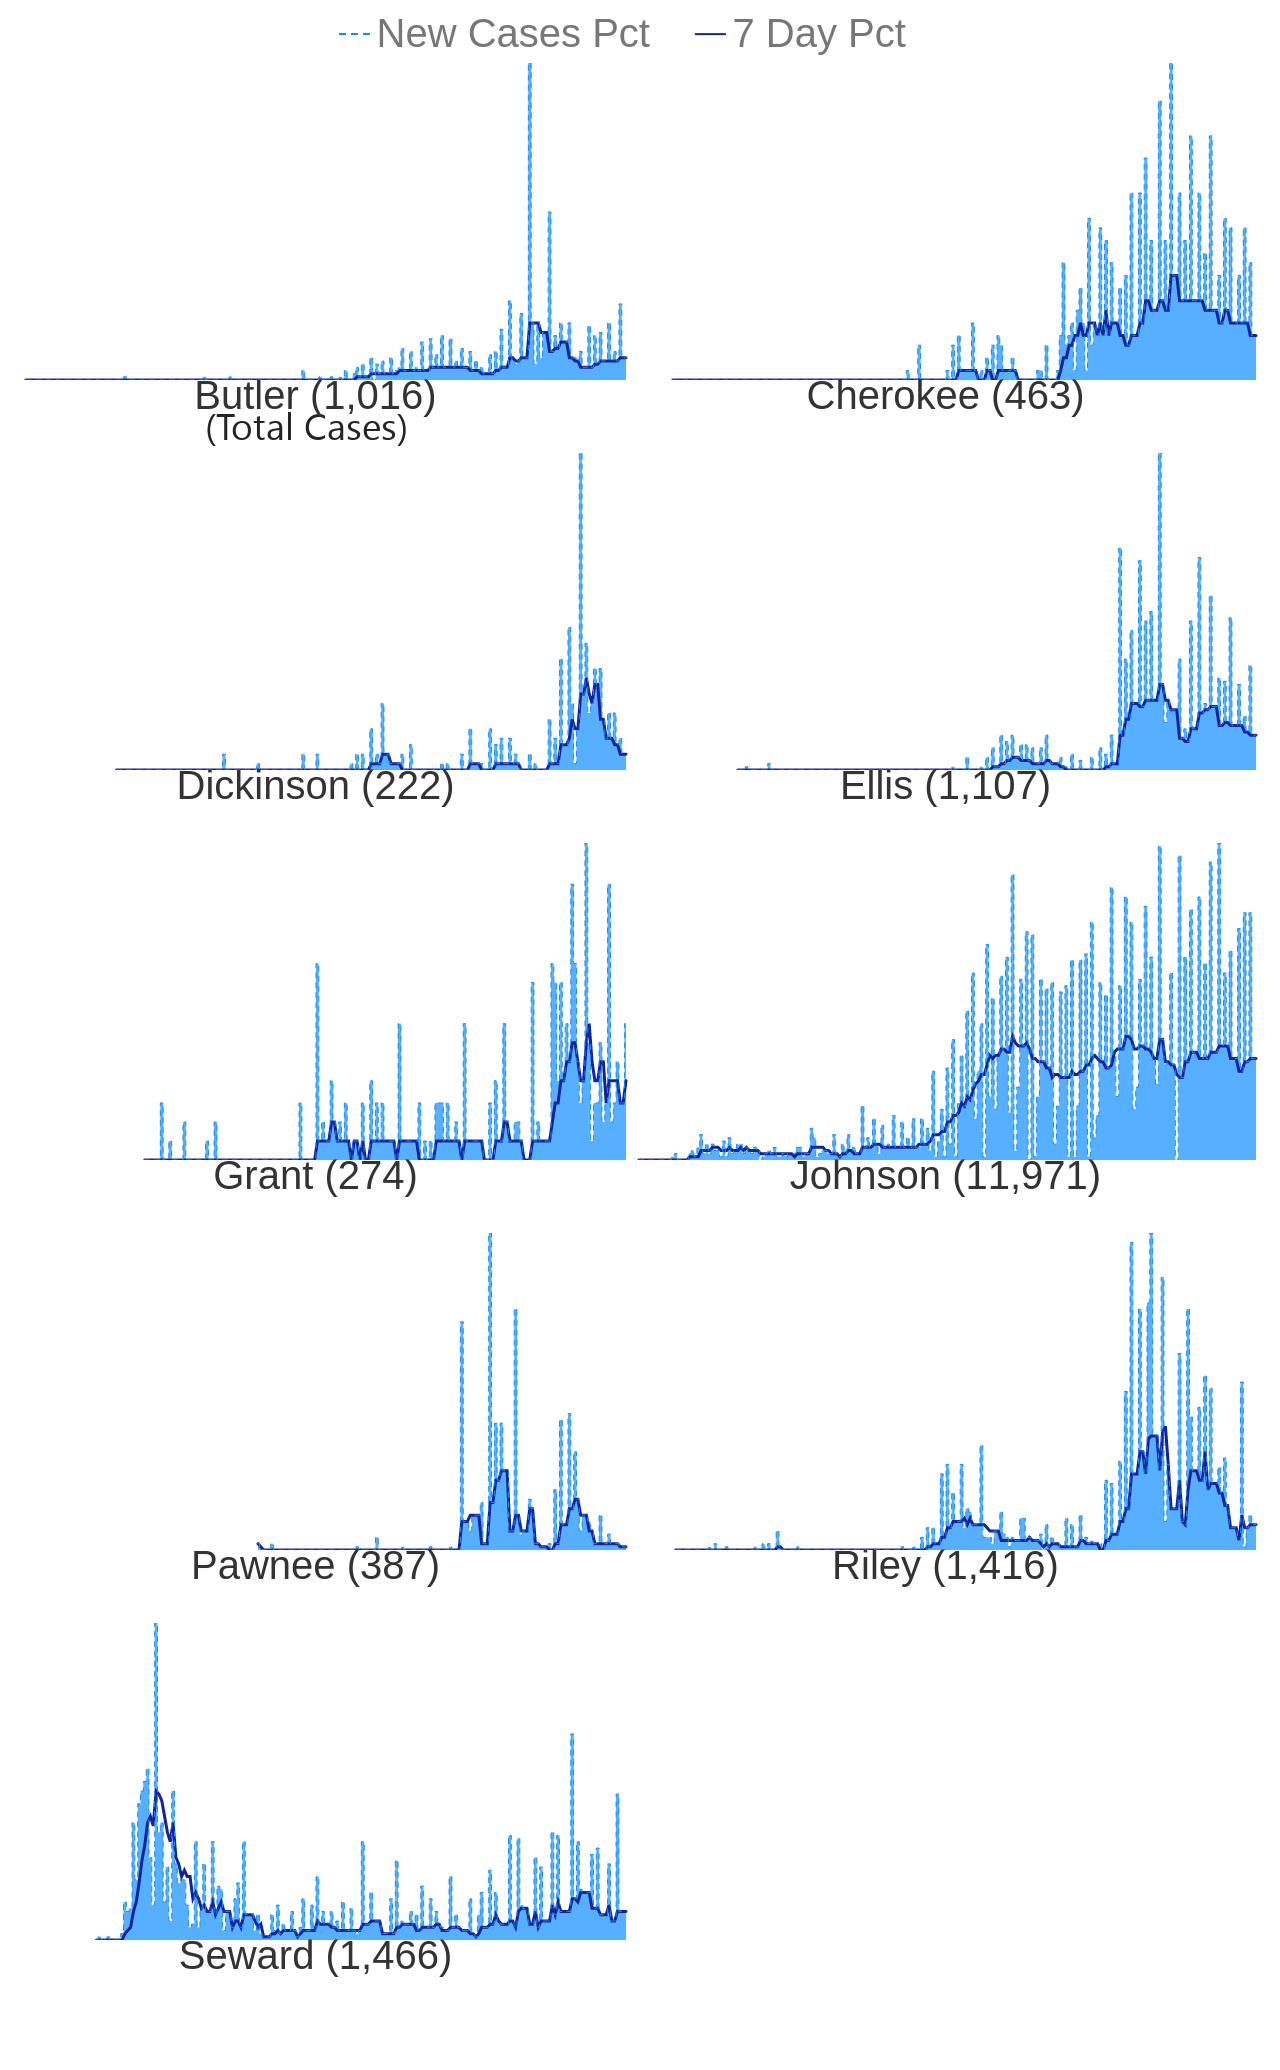 New Cases Pct 7 Day Pct
Butler (1,016) Cherokee (463)
(Total Cases)
Dickinson (222) Ellis (1,107)
Grant (274) Johnson (11,971)
Pawnee (387) Riley (1,416)
Seward (1,466)